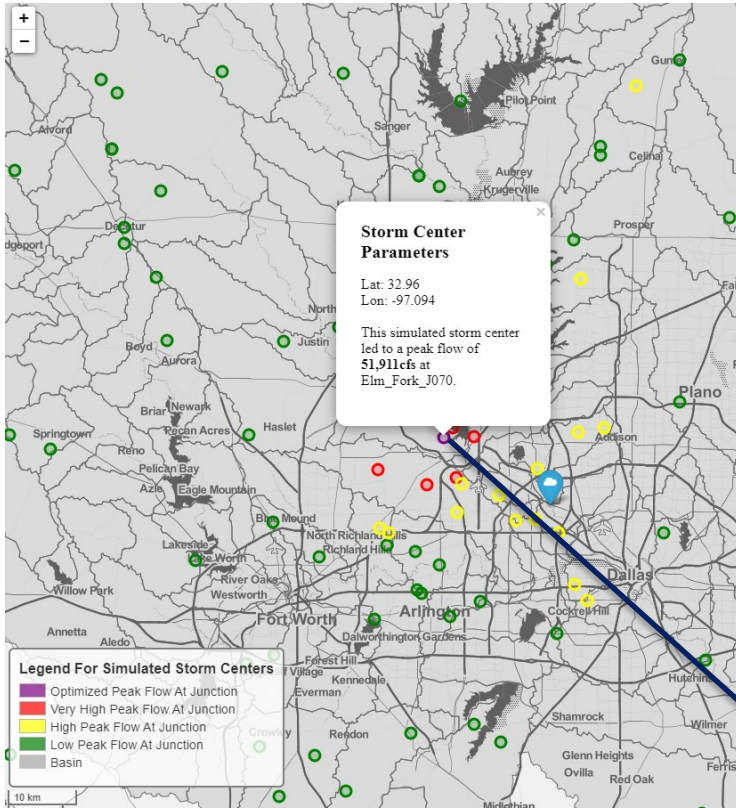 +
−
Gunter
Pilot Point
Sanger
Alvord
Celina
Aubrey
Krugerville
Decatur
Prosper
dgeport
×
Storm Center
Parameters
Lat: 32.96
Lon: -97.094
This simulated storm center
led to a peak flow of
51,911cfs at
Elm_Fork_J070.
North
Justin
Boyd
Aurora
Plano
Briar
Newark
Pecan Acres
Haslet
Springtown
Addison
Reno
Pelican Bay
Azle
Eagle Mountain
Blue Mound
North Richland Hills
Richland Hills
Lakeside
Lake Worth
River Oaks
Westworth
Willow Park
Dallas
Arlington
Cockrell Hill
Fort Worth
Annetta
Aledo
Dalworthington Gardens
Forest Hill
Village
Kennedale
Everman
Hutchins
Legend For Simulated Storm Centers
Optimized Peak Flow At Junction
Very High Peak Flow At Junction
High Peak Flow At Junction
Low Peak Flow At Junction
Basin
Crowley
Rendon
Shamrock
Wilmer
Glenn Heights
Ovilla
Red Oak
Ferris
10 km
Midlothian